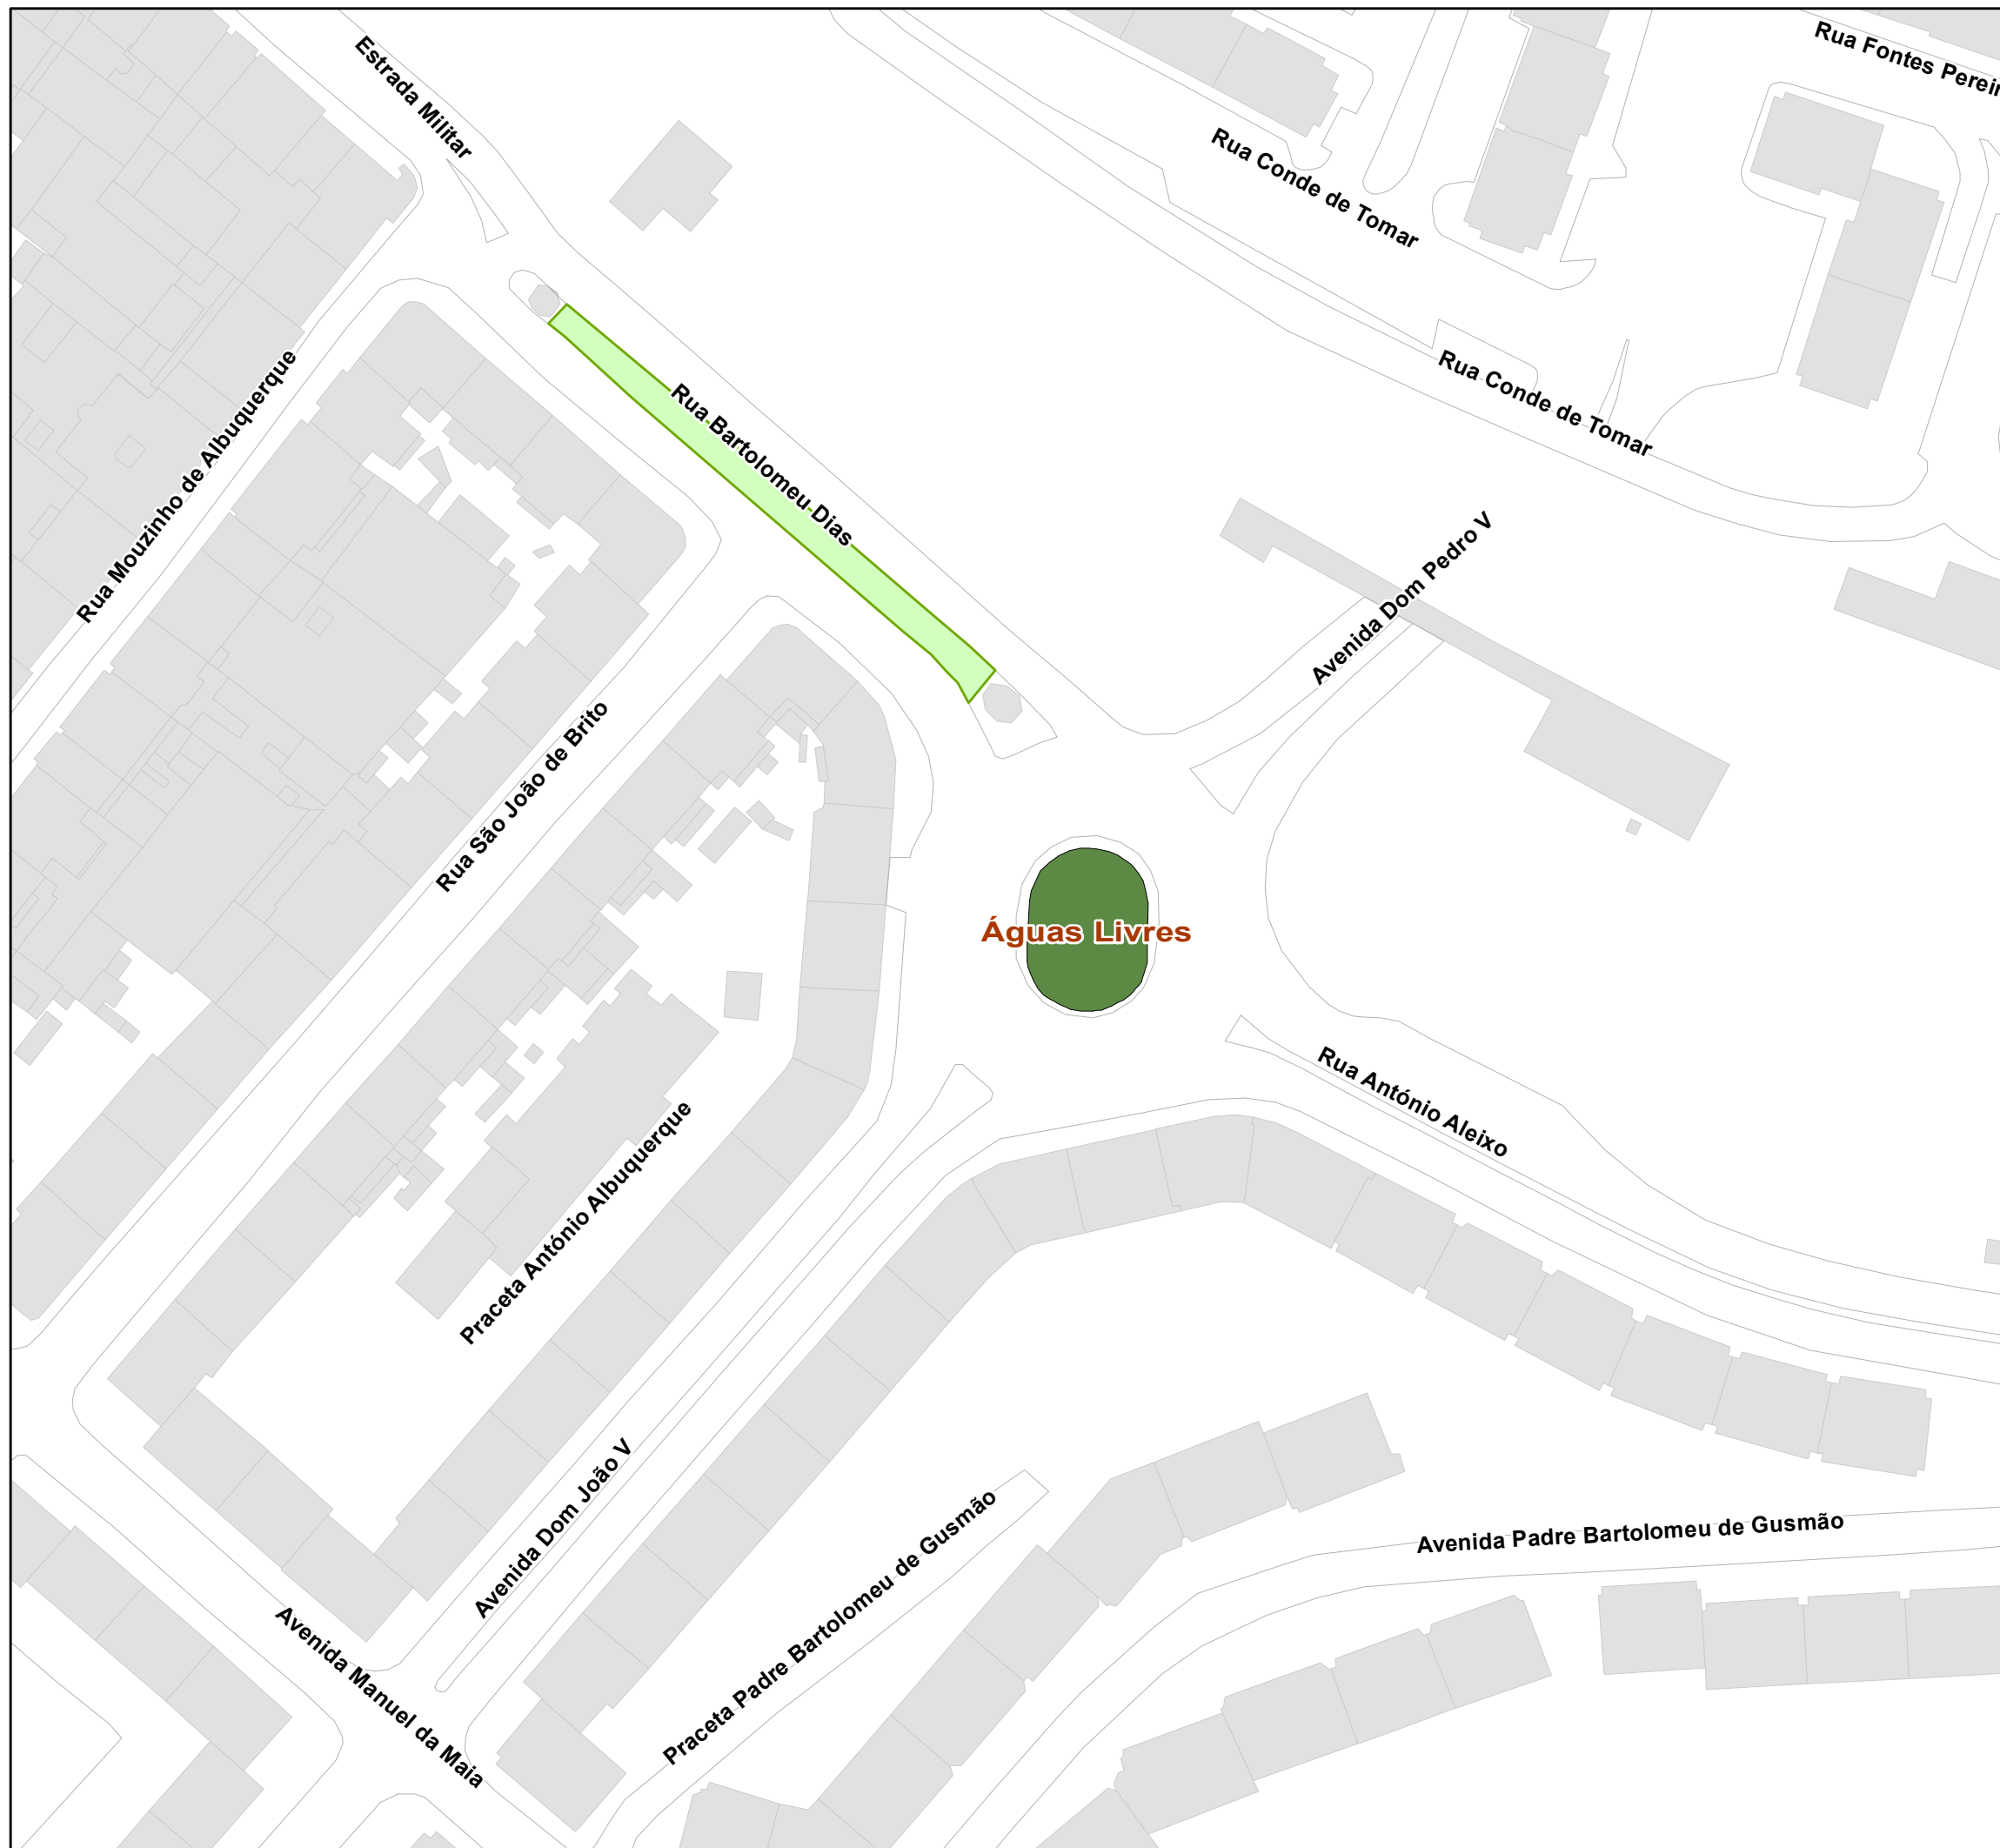 Estrada Militar
Rua Fontes Pereir
Rua Conde de Tomar
Rua Conde de Tomar
Rua Mouzinho de Albuquerque
Rua Bartolomeu Dias
Avenida Dom Pedro V
Rua São João de Brito
Águas Livres
Rua António Aleixo
Praceta António Albuquerque
Avenida Dom João V
Praceta Padre Bartolomeu de Gusmão
Avenida Padre Bartolomeu de Gusmão
Avenida Manuel da Maia